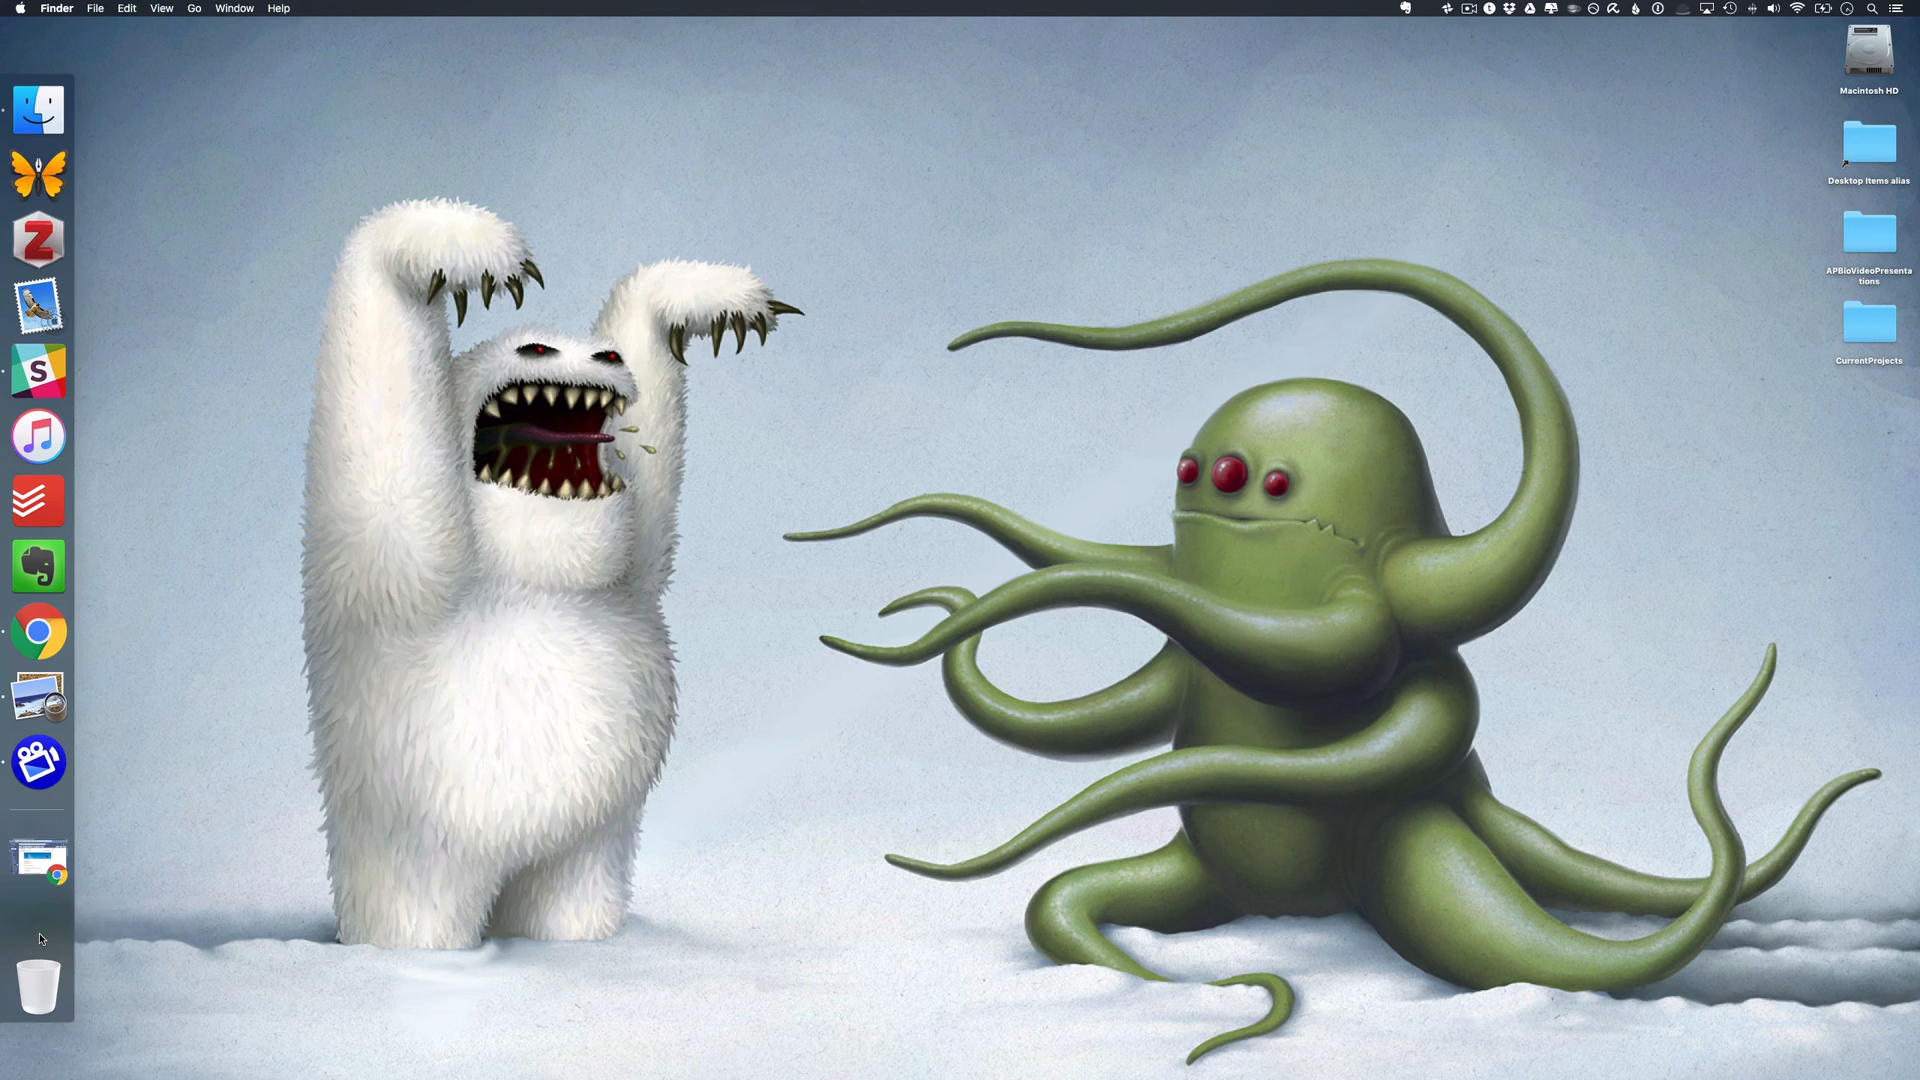 Finder File Edit View Go Window Help
Macintosh HD
Desktop Items alias
APBioVideoPresenta
tions
CurrentProjects
Z
S